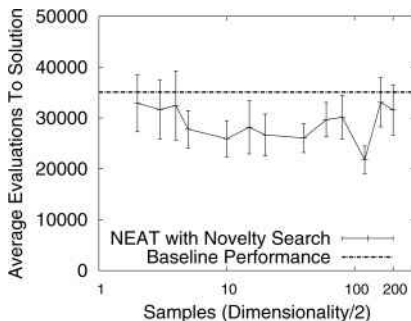 Average Evaluations To Solution
50000
40000
30000
20000
10000
0
NEAT with Novelty Search
Baseline Performance
1
10
100
200
Samples (Dimensionality/2)